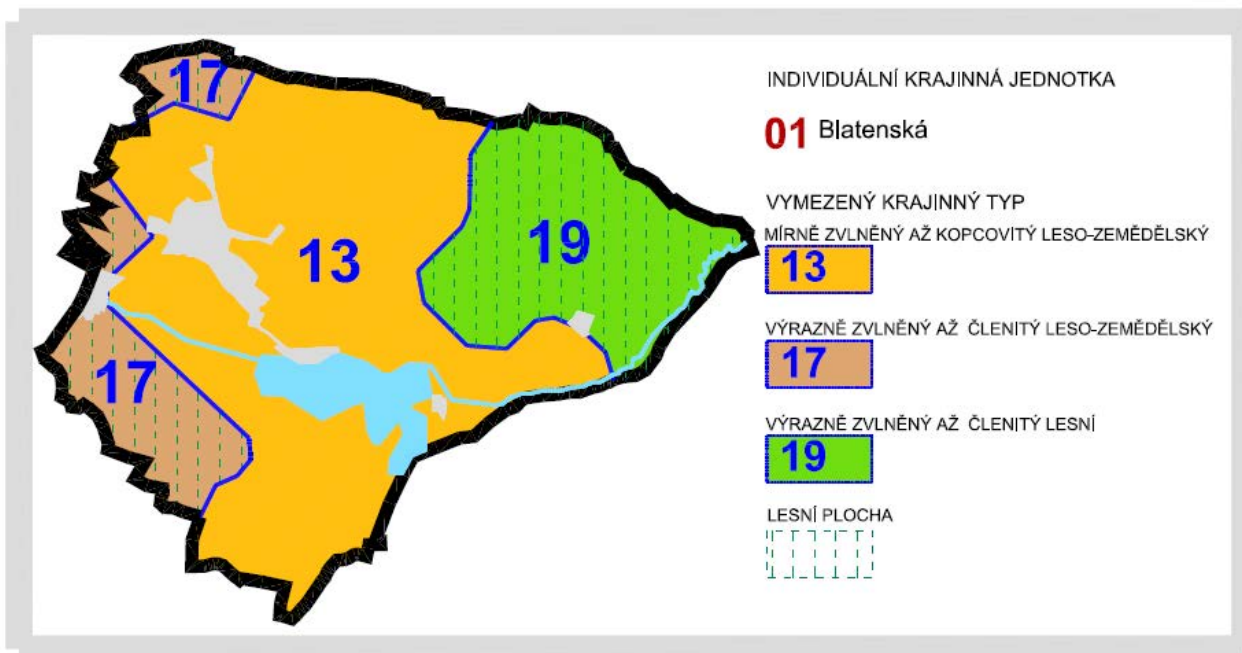 17
13
19
17
INDIVIDUÁLNÍ KRAJINNÁ JEDNOTKA
01 Blatenská
VYMEZENÝ KRAJINNÝ TYP
MÍRNĚ ZVLNĚNÝ AŽ KOPCOVÍTÝ LESO-ZEMĚDĚLSKÝ
13
VÝRAZNĚ ZVLNĚNÝ AŽ ČLENITÝ LESO-ZEMĚDĚLSKÝ
17
VÝRAZNĚ ZVLNĚNÝ AŽ ČLENITÝ LESNÍ
19
LESNÍ PLOCHA